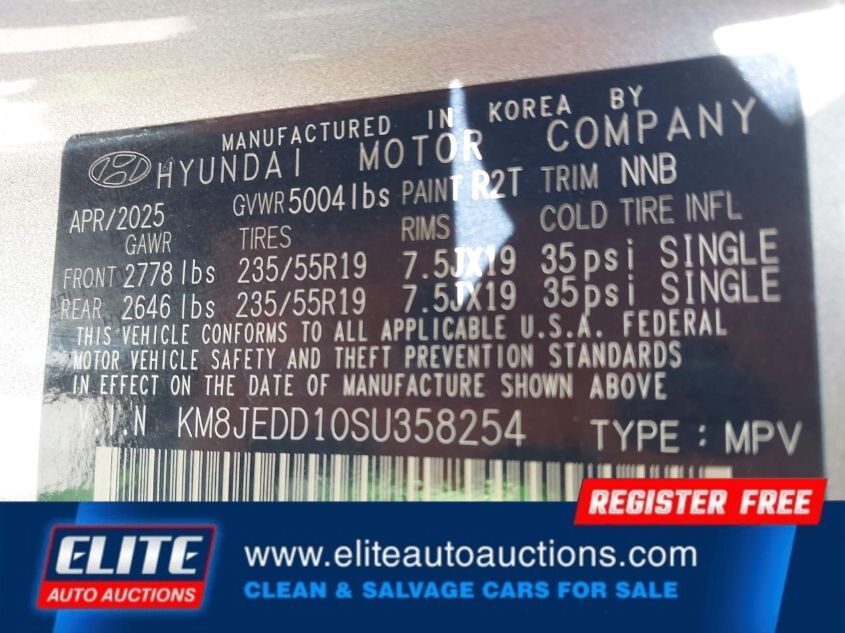 MANUFACTURED IN KOREA BY
HYUNDAI MOTOR COMPANY
APR/2025 GVWR 5004lbs PAINT R2T TRIM NNB
GAWR TIRES RIMS COLD TIRE INFL
FRONT 2778 lbs 235/55R19 7.5JX19 35psi SINGLE
REAR 2646 lbs 235/55R19 7.5JX19 35psi SINGLE
THIS VEHICLE CONFORMS TO ALL APPLICABLE U.S.A. FEDERAL
MOTOR VEHICLE SAFETY AND THEFT PREVENTION STANDARDS
IN EFFECT ON THE DATE OF MANUFACTURE SHOWN ABOVE
V.I.N KM8JEDD10SU358254 TYPE : MPV
REGISTER FREE
ELITE
AUTO AUCTIONS
www.eliteautoauctions.com
CLEAN & SALVAGE CARS FOR SALE